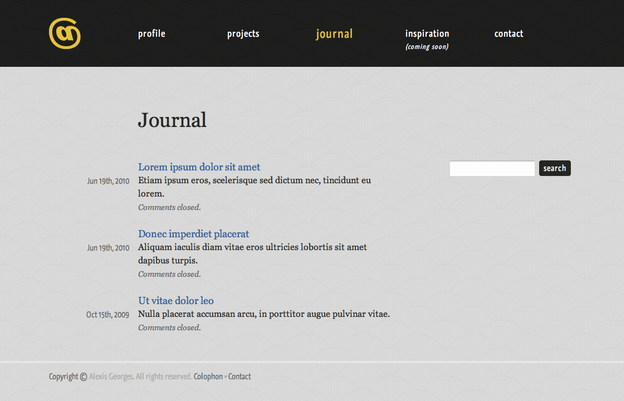 profile
projects
journal
inspiration
(coming soon)
contact
Journal
Lorem ipsum dolor sit amet
Jun 19th, 2010
Etiam ipsum eros, scelerisque sed dictum nec, tincidunt eu
lorem.
Comments closed.
search
Donec imperdiet placerat
Jun 19th, 2010
Aliquam iaculis diam vitae eros ultricies lobortis sit amet
dapibus turpis.
Comments closed.
Ut vitae dolor leo
Oct 15th, 2009
Nulla placerat accumsan arcu, in porttitor augue pulvinar vitae.
Comments closed.
Copyright © Alexis Georges. All rights reserved. Colophon • Contact